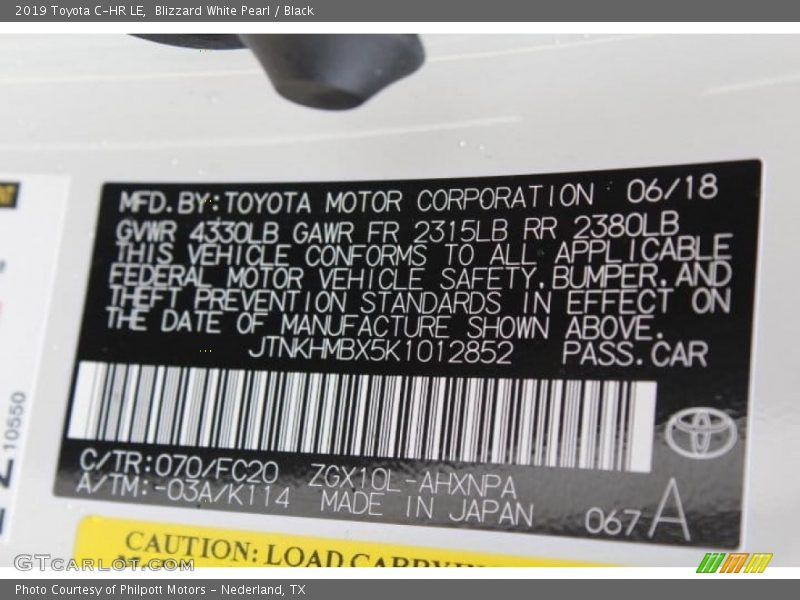 2019 Toyota C-HR LE,  Blizzard White Pearl / Black
MFD.BY:TOYOTA MOTOR CORPORATION 06/18
GVWR 4330LB GAWR FR 2315LB RR 2380LB
THIS VEHICLE CONFORMS TO ALL APPLICABLE
FEDERAL MOTOR VEHICLE SAFETY,BUMPER,AND
THEFT PREVENTION STANDARDS IN EFFECT ON
THE DATE OF MANUFACTURE SHOWN ABOVE.
JTNKHMBX5K1012852 PASS.CAR
C/TR:070/FC20 ZGX10L-AHXNPA
A/TM:-03A/K114 MADE IN JAPAN 067 A
10550
CAUTION: LOAD
GTcarlot.com
Photo Courtesy of Philpott Motors - Nederland, TX